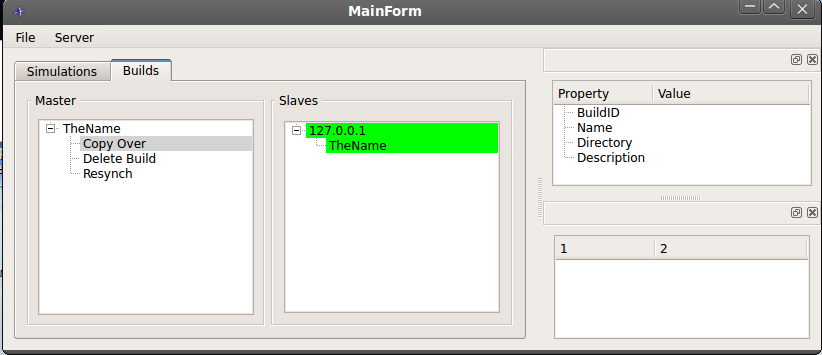 MainForm
File Server
Simulations Builds
Master
TheName
Copy Over
Delete Build
Resynch
Slaves
127.0.0.1
TheName
Property Value
BuildID
Name
Directory
Description
1 2